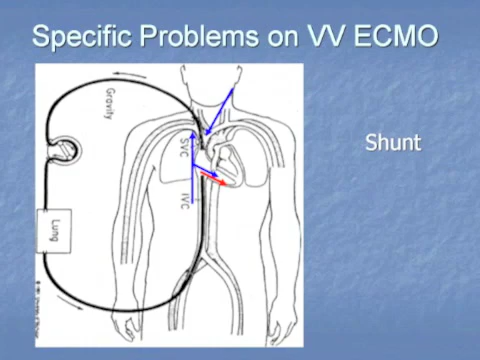 Specific Problems on VV ECMO
Shunt
Gravity
SVC
IVC
Lung